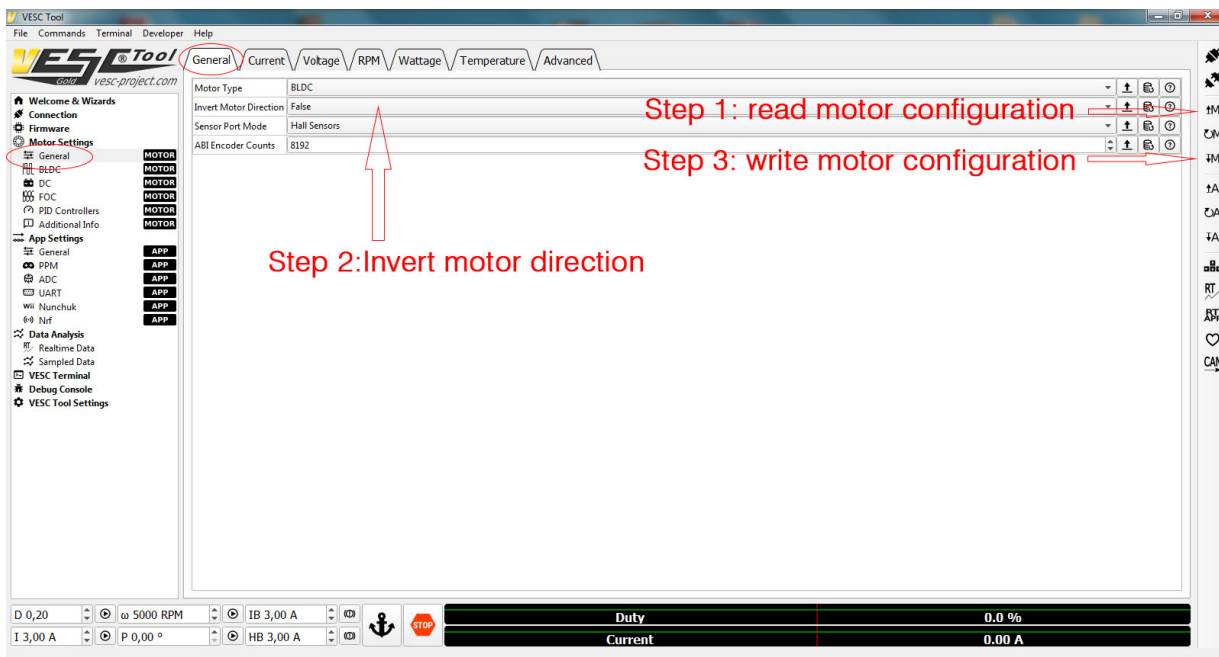 VESC Tool
File Commands Terminal Developer Help
VESC® Tool
Gold vesc-project.com
General Current Voltage RPM Wattage Temperature Advanced
Welcome & Wizards
Connection
Firmware
Motor Settings
General MOTOR
BLDC MOTOR
DC MOTOR
FOC MOTOR
PID Controllers MOTOR
Additional Info MOTOR
App Settings
General APP
PPM APP
ADC APP
UART APP
Wii Nunchuk APP
Nrf APP
Data Analysis
RT Realtime Data
Sampled Data
VESC Terminal
Debug Console
VESC Tool Settings
Motor Type BLDC
Invert Motor Direction False
Sensor Port Mode Hall Sensors
ABI Encoder Counts 8192
Step 1: read motor configuration
Step 3: write motor configuration
Step 2:Invert motor direction
M
M
M
A
A
A
RT
RT
APP
CAN
D 0,20 ω 5000 RPM IB 3,00 A
I 3,00 A P 0,00 ° HB 3,00 A
STOP
Duty 0.0 %
Current 0.00 A